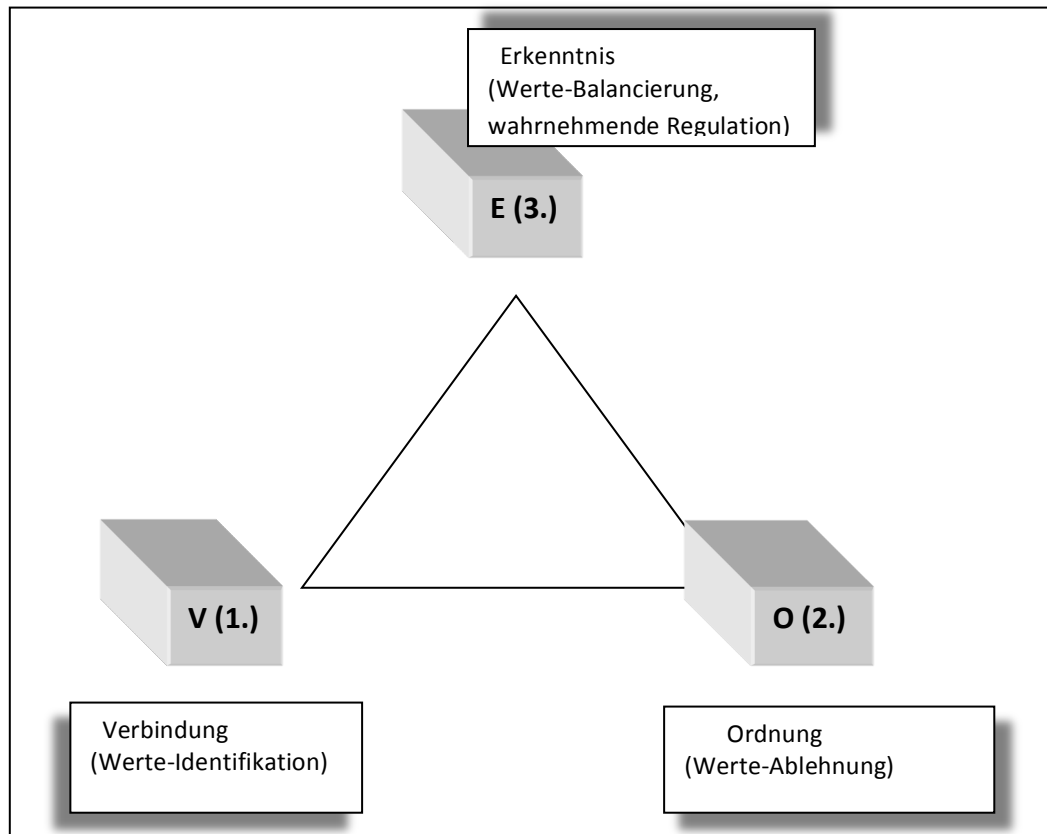 Erkenntnis
(Werte-Balancierung,
wahrnehmende Regulation)
E (3.)
V (1.)
O (2.)
Verbindung
(Werte-Identifikation)
Ordnung
(Werte-Ablehnung)